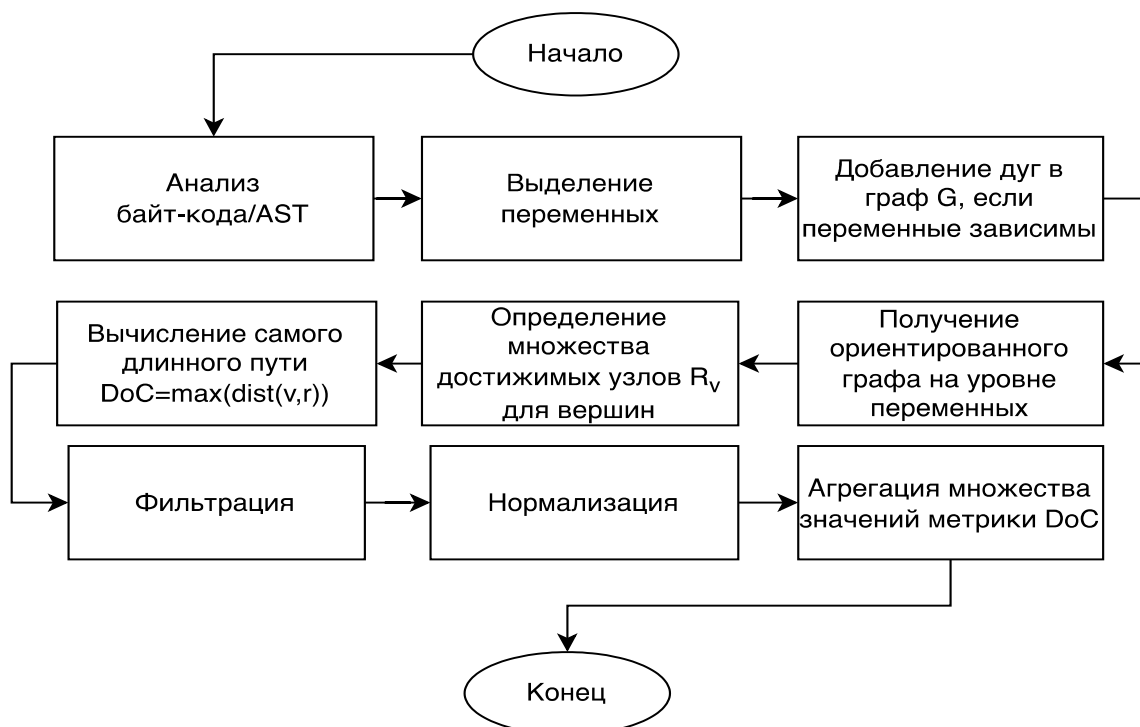 Начало
Анализ
байт-кода/AST
Выделение
переменных
Добавление дуг в
граф G, если
переменные зависимы
Получение
ориентированного
графа на уровне
переменных
Определение
множества
достижимых узлов Rv
для вершин
Вычисление самого
длинного пути
DoC=max(dist(v,r))
Фильтрация
Нормализация
Агрегация множества
значений метрики DoC
Конец